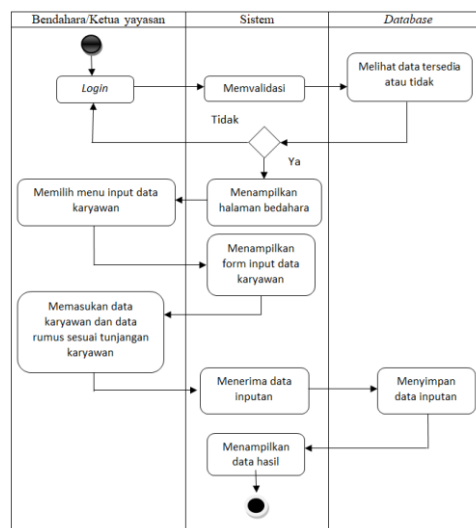 Bendahara/Ketua yayasan
Sistem
Database
Login
Memvalidasi
Melihat data tersedia
atau tidak
Tidak
Ya
Memilih menu input data
karyawan
Menampilkan
halaman bedahara
Menampilkan
form input data
karyawan
Memasukan data
karyawan dan data
rumus sesuai tunjangan
karyawan
Menerima data
inputan
Menyimpan
data inputan
Menampilkan
data hasil